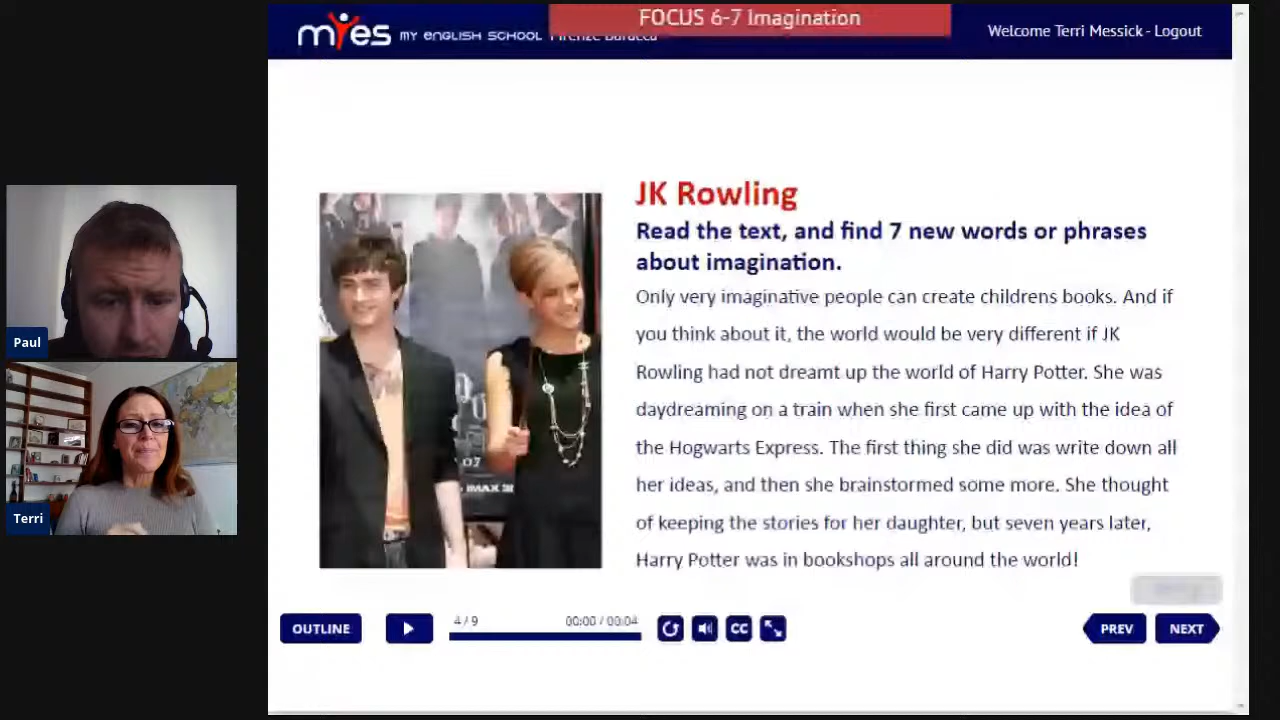 FOCUS 6-7 Imagination
myes MY ENGLISH SCHOOL Firenze Baracca
Welcome Terri Messick - Logout
JK Rowling
Read the text, and find 7 new words or phrases
about imagination.
Only very imaginative people can create childrens books. And if
you think about it, the world would be very different if JK
Rowling had not dreamt up the world of Harry Potter. She was
daydreaming on a train when she first came up with the idea of
the Hogwarts Express. The first thing she did was write down all
her ideas, and then she brainstormed some more. She thought
of keeping the stories for her daughter, but seven years later,
Harry Potter was in bookshops all around the world!
Paul
Terri
07
IMAX
OUTLINE
4 / 9
00:00 / 00:04
CC
PREV
NEXT